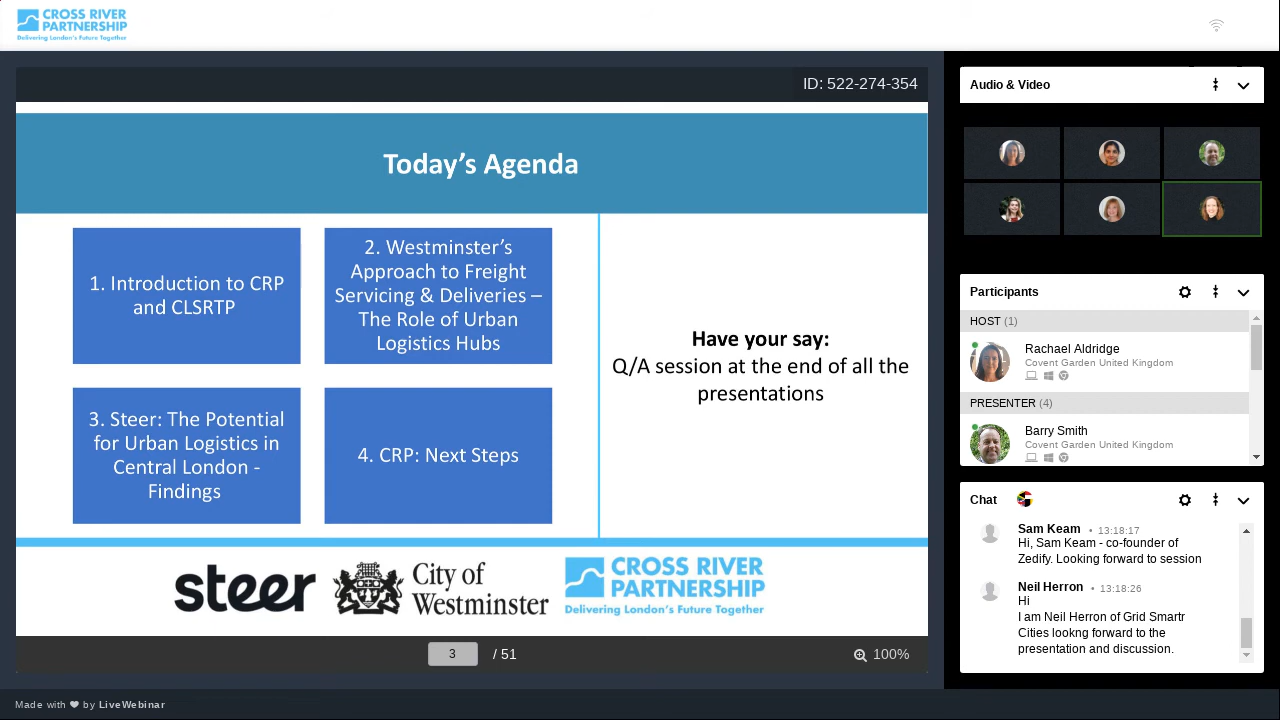 CROSS RIVER
PARTNERSHIP
Delivering London's Future Together
ID: 522-274-354
Today's Agenda
1. Introduction to CRP
and CLSRTP
2. Westminster's
Approach to Freight
Servicing & Deliveries –
The Role of Urban
Logistics Hubs
3. Steer: The Potential
for Urban Logistics in
Central London -
Findings
4. CRP: Next Steps
Have your say:
Q/A session at the end of all the
presentations
steer
City of
Westminster
CROSS RIVER
PARTNERSHIP
Delivering London's Future Together
3 / 51
100%
Audio & Video
Participants
HOST (1)
Rachael Aldridge
Covent Garden United Kingdom
PRESENTER (4)
Barry Smith
Covent Garden United Kingdom
Chat
Sam Keam • 13:18:17
Hi, Sam Keam - co-founder of
Zedify. Looking forward to session
Neil Herron • 13:18:26
Hi
I am Neil Herron of Grid Smartr
Cities lookng forward to the
presentation and discussion.
Made with ❤ by LiveWebinar